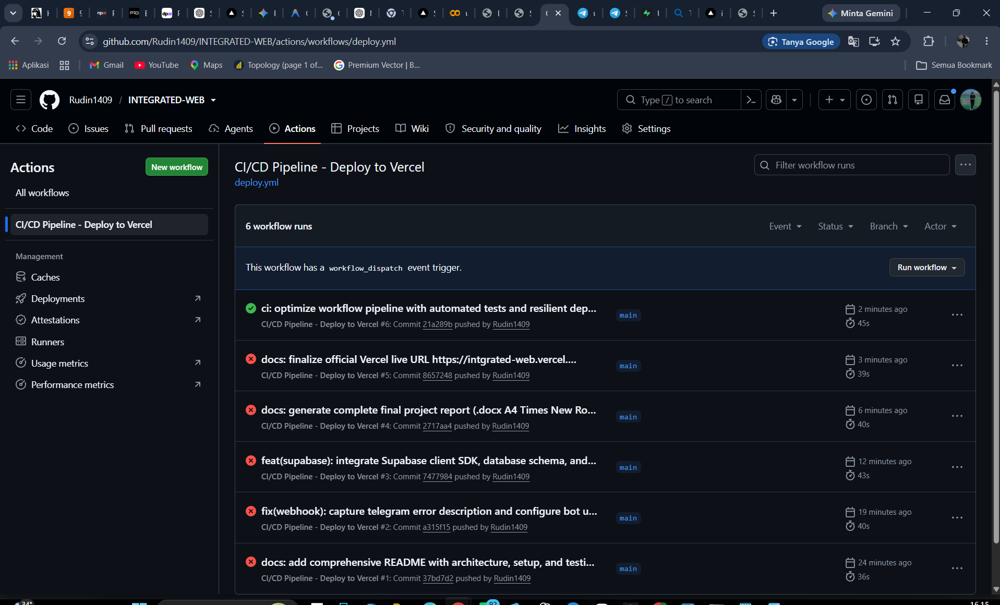 Minta Gemini
github.com/Rudin1409/INTEGRATED-WEB/actions/workflows/deploy.yml
Tanya Google
Aplikasi
Gmail
YouTube
Maps
Topology (page 1 of...
Premium Vector | B...
Semua Bookmark
Rudin1409 / INTEGRATED-WEB
Type / to search
Code
Issues
Pull requests
Agents
Actions
Projects
Wiki
Security and quality
Insights
Settings
Actions
New workflow
All workflows
CI/CD Pipeline - Deploy to Vercel
Management
Caches
Deployments
Attestations
Runners
Usage metrics
Performance metrics
CI/CD Pipeline - Deploy to Vercel
deploy.yml
Filter workflow runs
6 workflow runs
Event
Status
Branch
Actor
This workflow has a workflow_dispatch event trigger.
Run workflow
ci: optimize workflow pipeline with automated tests and resilient dep...
CI/CD Pipeline - Deploy to Vercel #6: Commit 21a289b pushed by Rudin1409
main
2 minutes ago
45s
docs: finalize official Vercel live URL https://intgrated-web.vercel....
CI/CD Pipeline - Deploy to Vercel #5: Commit 8657248 pushed by Rudin1409
main
3 minutes ago
39s
docs: generate complete final project report (.docx A4 Times New Ro...
CI/CD Pipeline - Deploy to Vercel #4: Commit 2717aa4 pushed by Rudin1409
main
6 minutes ago
40s
feat(supabase): integrate Supabase client SDK, database schema, and...
CI/CD Pipeline - Deploy to Vercel #3: Commit 7477984 pushed by Rudin1409
main
12 minutes ago
43s
fix(webhook): capture telegram error description and configure bot u...
CI/CD Pipeline - Deploy to Vercel #2: Commit a315f15 pushed by Rudin1409
main
19 minutes ago
40s
docs: add comprehensive README with architecture, setup, and testi...
CI/CD Pipeline - Deploy to Vercel #1: Commit 37bd7d2 pushed by Rudin1409
main
24 minutes ago
36s
34°
92
16.15